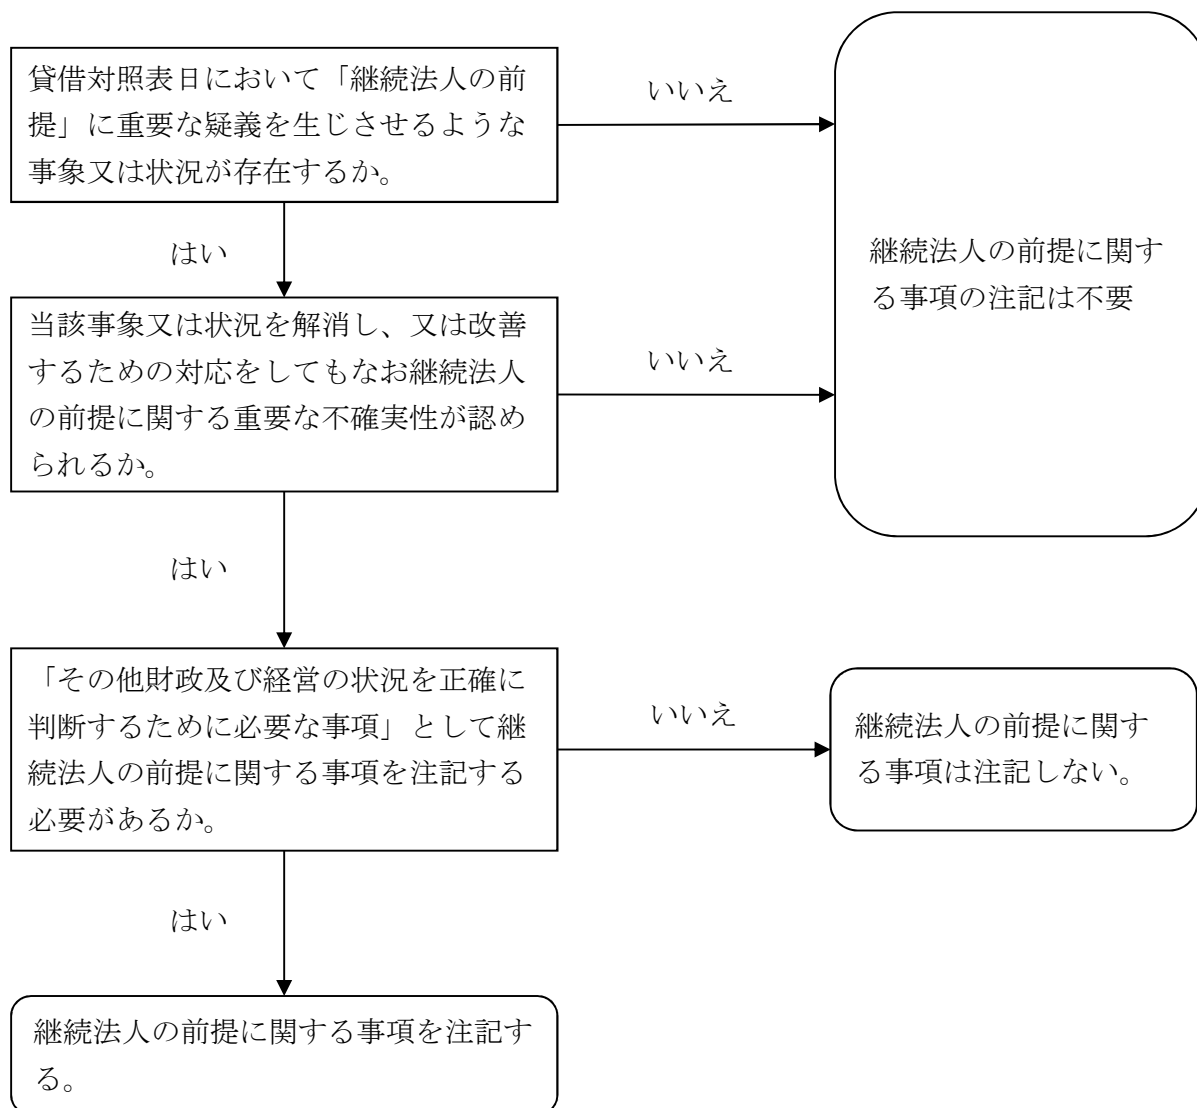 貸借対照表日において「継続法人の前
提」に重要な疑義を生じさせるような
事象又は状況が存在するか。
いいえ
はい
継続法人の前提に関す
る事項の注記は不要
当該事象又は状況を解消し、又は改善
するための対応をしてもなお継続法人
の前提に関する重要な不確実性が認め
られるか。
いいえ
はい
「その他財政及び経営の状況を正確に
判断するために必要な事項」として継
続法人の前提に関する事項を注記する
必要があるか。
いいえ
継続法人の前提に関す
る事項は注記しない。
はい
継続法人の前提に関する事項を注記す
る。